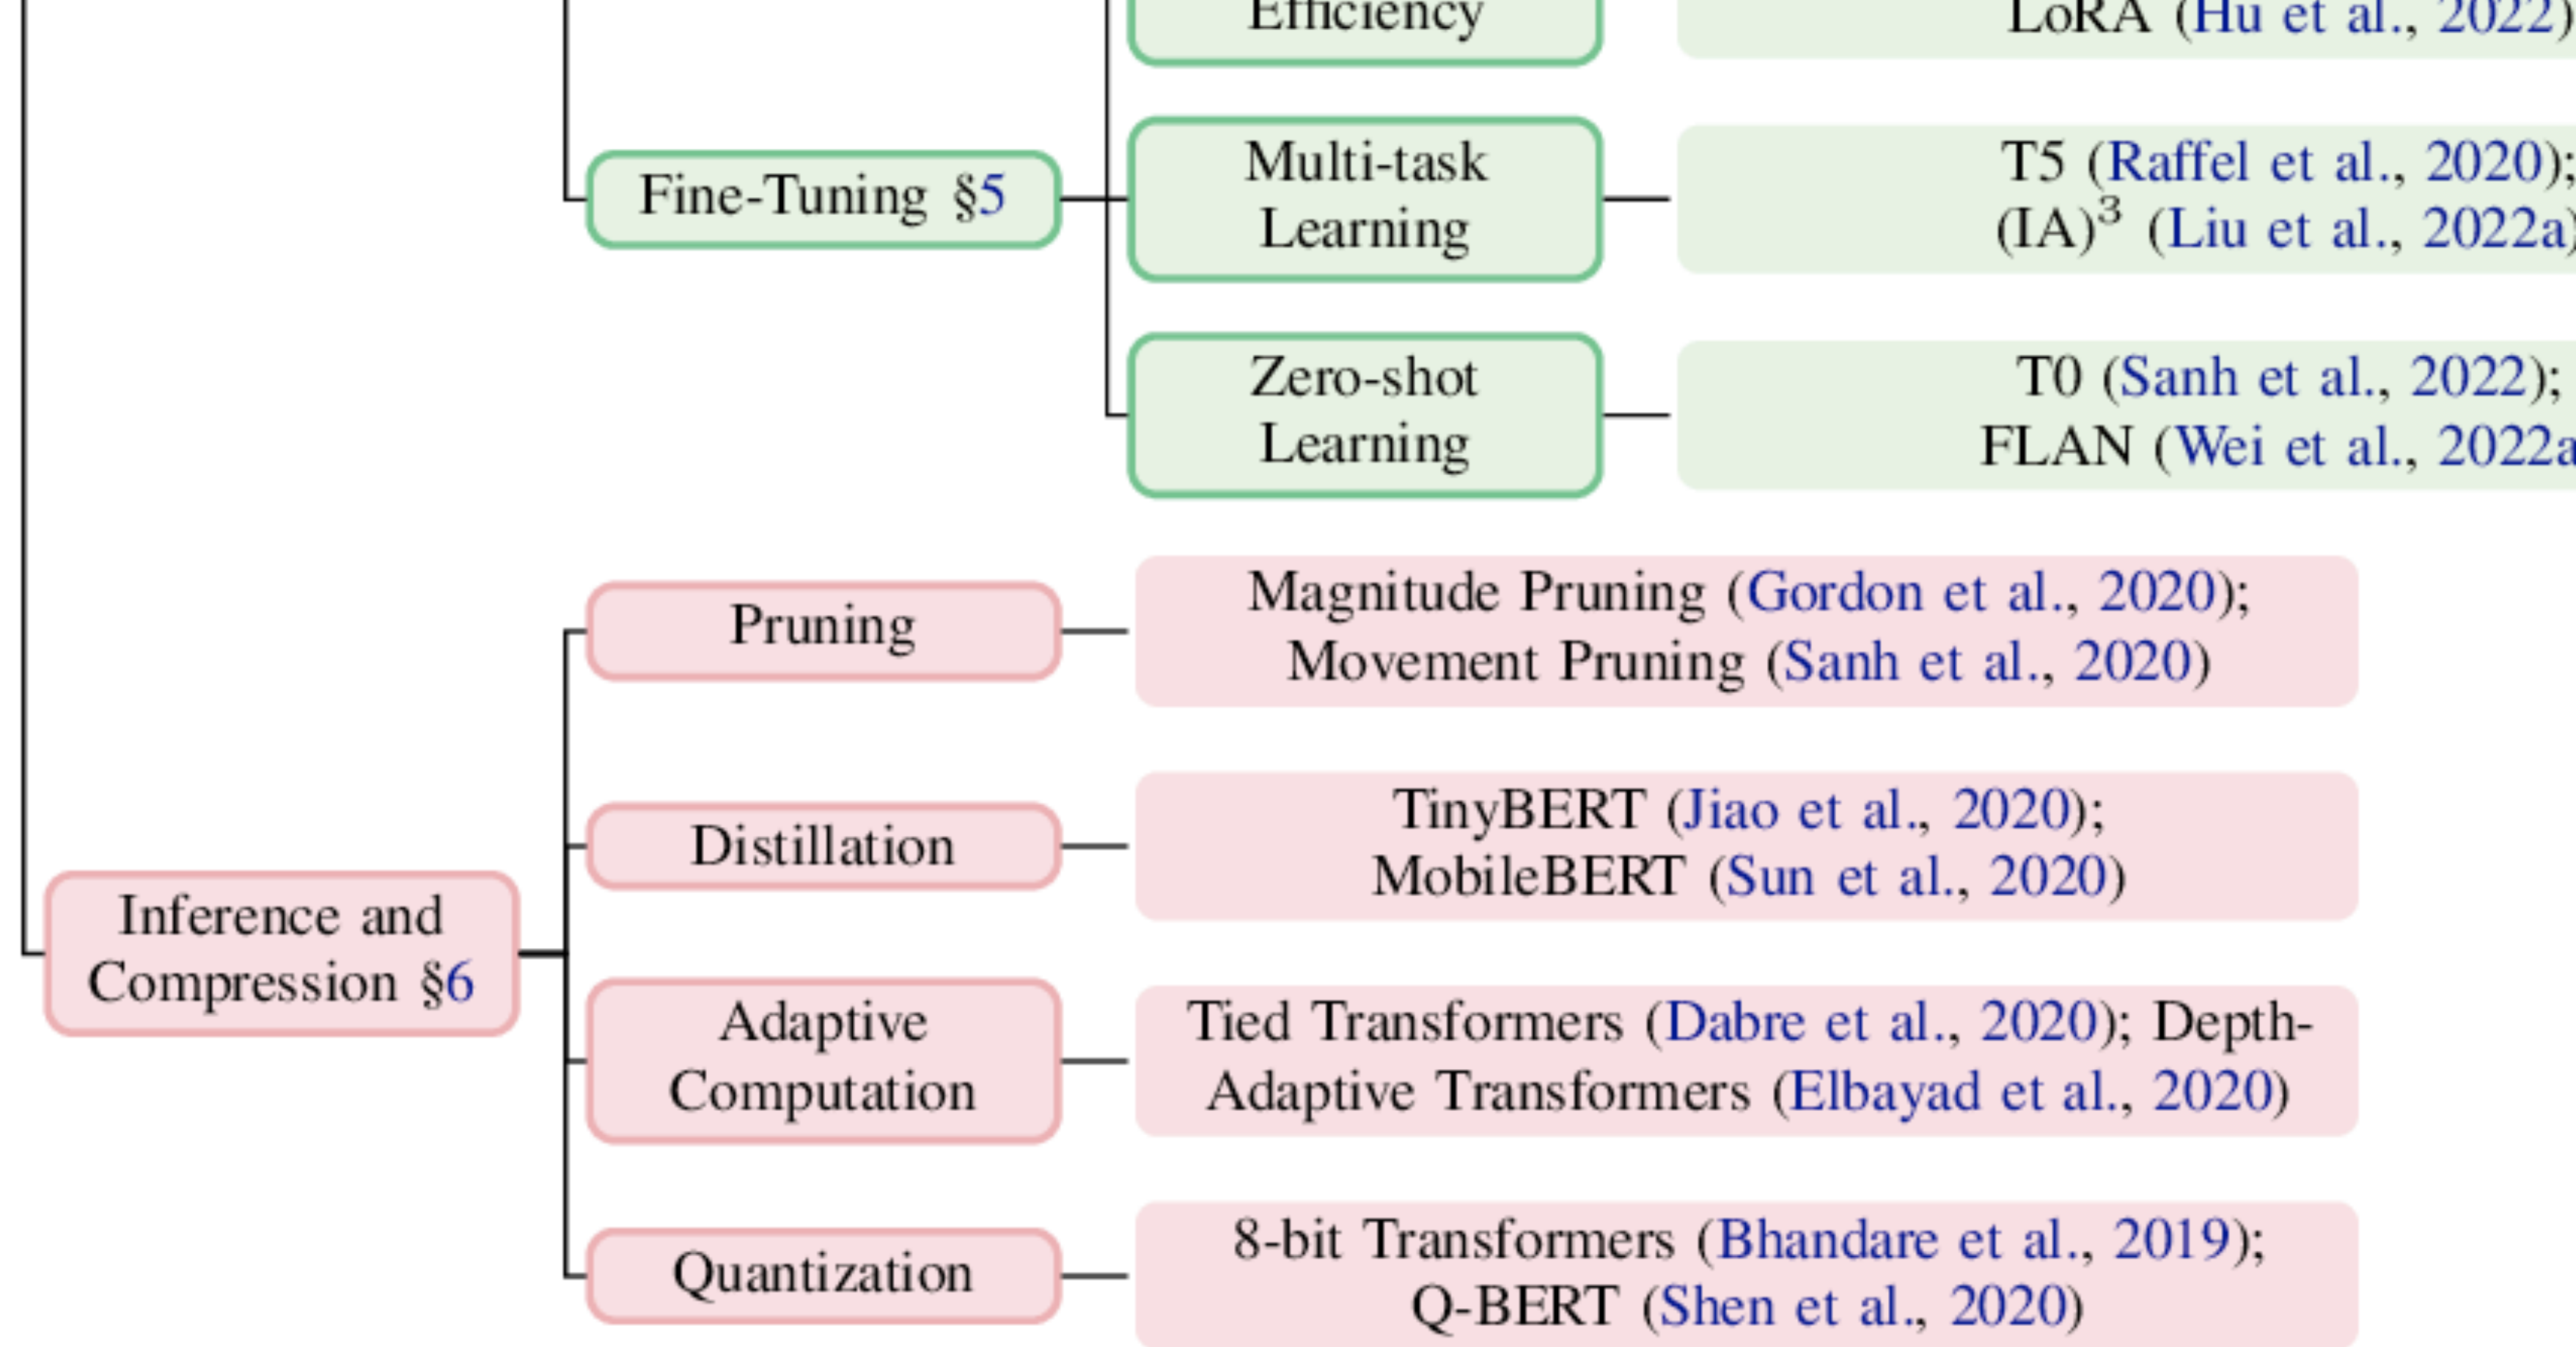 Efficiency
LoRA (Hu et al., 2022)
Fine-Tuning §5
Multi-task
Learning
T5 (Raffel et al., 2020);
(IA)³ (Liu et al., 2022a)
Zero-shot
Learning
T0 (Sanh et al., 2022);
FLAN (Wei et al., 2022a
Inference and
Compression §6
Pruning
Magnitude Pruning (Gordon et al., 2020);
Movement Pruning (Sanh et al., 2020)
Distillation
TinyBERT (Jiao et al., 2020);
MobileBERT (Sun et al., 2020)
Adaptive
Computation
Tied Transformers (Dabre et al., 2020); Depth-
Adaptive Transformers (Elbayad et al., 2020)
Quantization
8-bit Transformers (Bhandare et al., 2019);
Q-BERT (Shen et al., 2020)